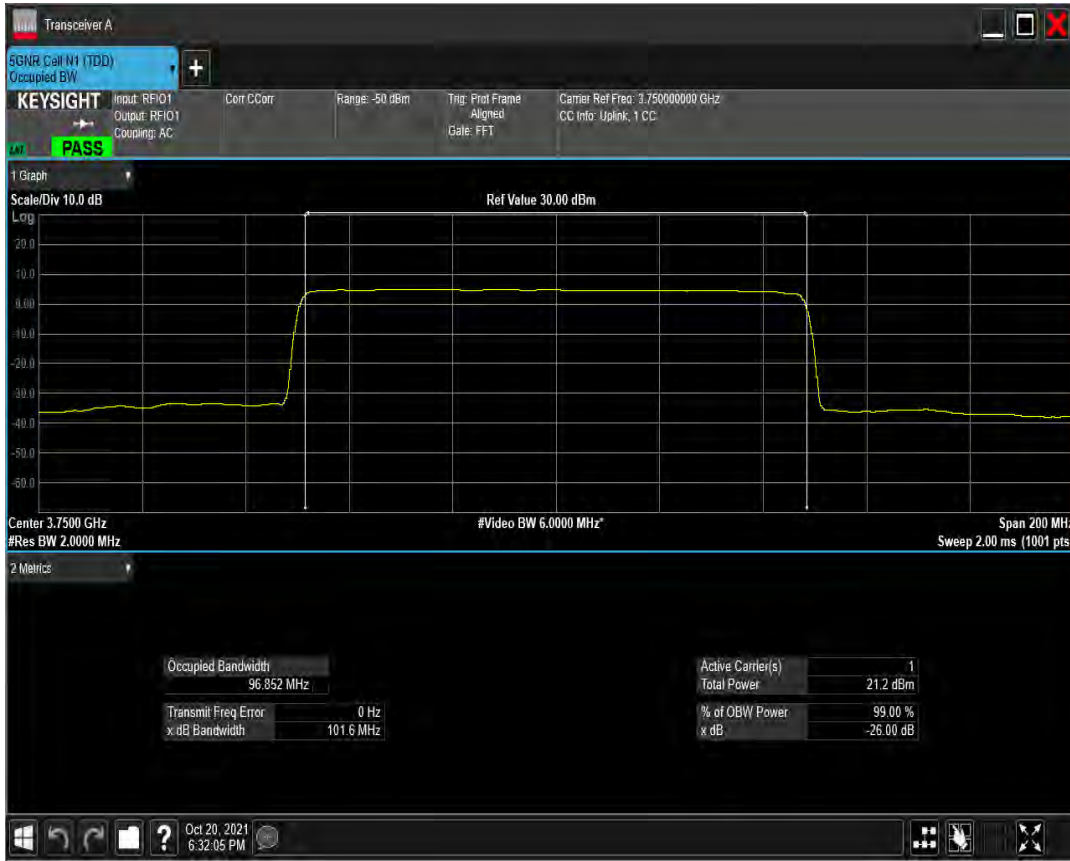 Transceiver A
5GNR Cell N1 (TDD)
Occupied BW
+
KEYSIGHT
Input: RFIO1
Output: RFIO1
Coupling: AC
Corr CCorr
Range: -50 dBm
Trig: Prot Frame
Aligned
Gate: FFT
Carrier Ref Freq: 3.750000000 GHz
CC Info: Uplink, 1 CC
PASS
1 Graph
Scale/Div 10.0 dB
Ref Value 30.00 dBm
Log
20.0
10.0
0.00
-10.0
-20.0
-30.0
-40.0
-50.0
-60.0
Center 3.7500 GHz
#Video BW 6.0000 MHz*
Span 200 MHz
#Res BW 2.0000 MHz
Sweep 2.00 ms (1001 pts
2 Metrics
Occupied Bandwidth
96.852 MHz
Transmit Freq Error 0 Hz
x dB Bandwidth 101.6 MHz
Active Carrier(s) 1
Total Power 21.2 dBm
% of OBW Power 99.00 %
x dB -26.00 dB
?
Oct 20, 2021
6:32:05 PM